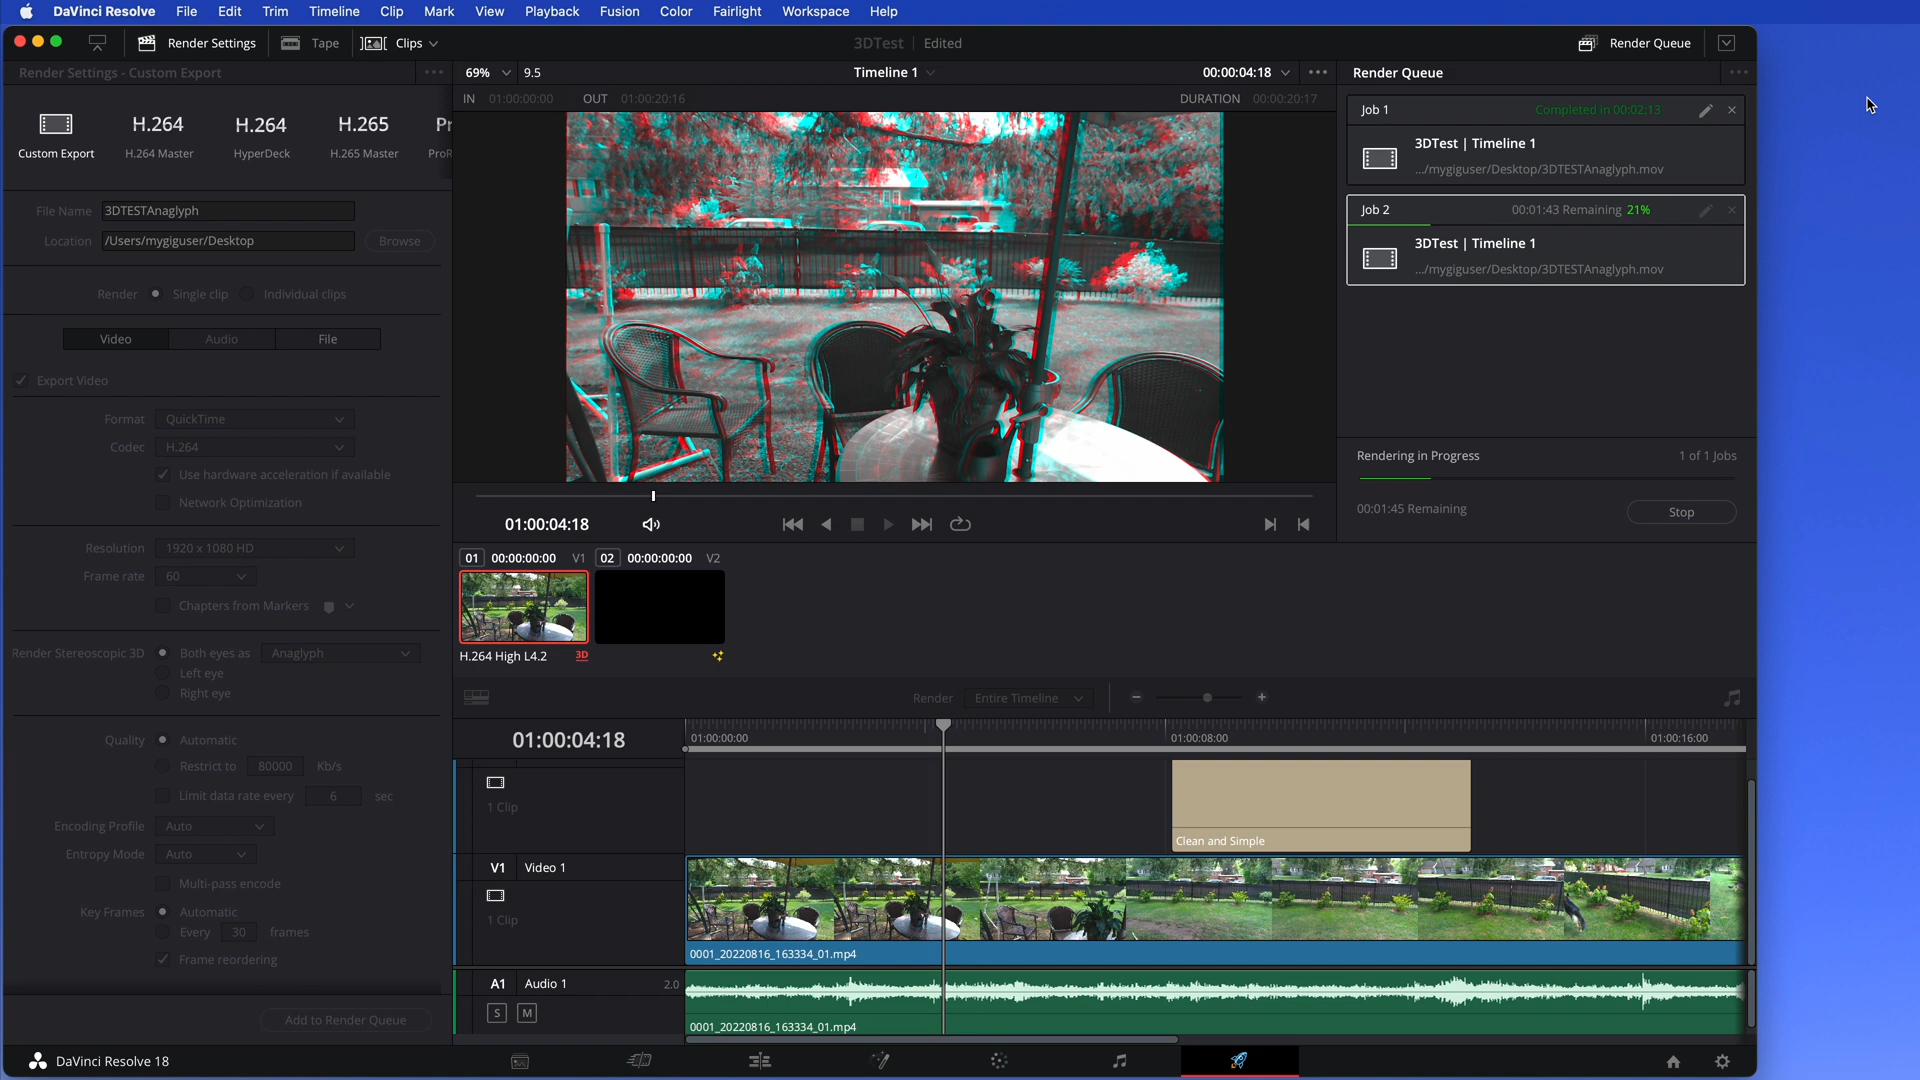 DaVinci Resolve File Edit Trim Timeline Clip Mark View Playback Fusion Color Fairlight Workspace Help
Render Settings Tape Clips 3DTest Edited Render Queue
Render Settings - Custom Export
69% 9.5 Timeline 1 00:00:04:18
IN 01:00:00:00 OUT 01:00:20:16 DURATION 00:00:20:17
H.264 H.264 H.265 Pr
Custom Export H.264 Master HyperDeck H.265 Master ProR
File Name 3DTESTAnaglyph
Location /Users/mygiguser/Desktop Browse
Render Single clip Individual clips
Video Audio File
Export Video
Format QuickTime
Codec H.264
Use hardware acceleration if available
Network Optimization
Resolution 1920 x 1080 HD
Frame rate 60
Chapters from Markers
Render Stereoscopic 3D Both eyes as Anaglyph
Left eye
Right eye
Quality Automatic
Restrict to 80000 Kb/s
Limit data rate every 6 sec
Encoding Profile Auto
Entropy Mode Auto
Multi-pass encode
Key Frames Automatic
Every 30 frames
Frame reordering
Add to Render Queue
01:00:04:18
01 00:00:00:00 V1 02 00:00:00:00 V2
H.264 High L4.2 3D
Render Entire Timeline
01:00:04:18 01:00:00:00 01:00:08:00 01:00:16:00
1 Clip
Clean and Simple
V1 Video 1
1 Clip
0001_20220816_163334_01.mp4
A1 Audio 1 2.0
S M
0001_20220816_163334_01.mp4
Render Queue
Job 1 Completed in 00:02:13
3DTest | Timeline 1
.../mygiguser/Desktop/3DTESTAnaglyph.mov
Job 2 00:01:43 Remaining 21%
3DTest | Timeline 1
.../mygiguser/Desktop/3DTESTAnaglyph.mov
Rendering in Progress 1 of 1 Jobs
00:01:45 Remaining Stop
DaVinci Resolve 18